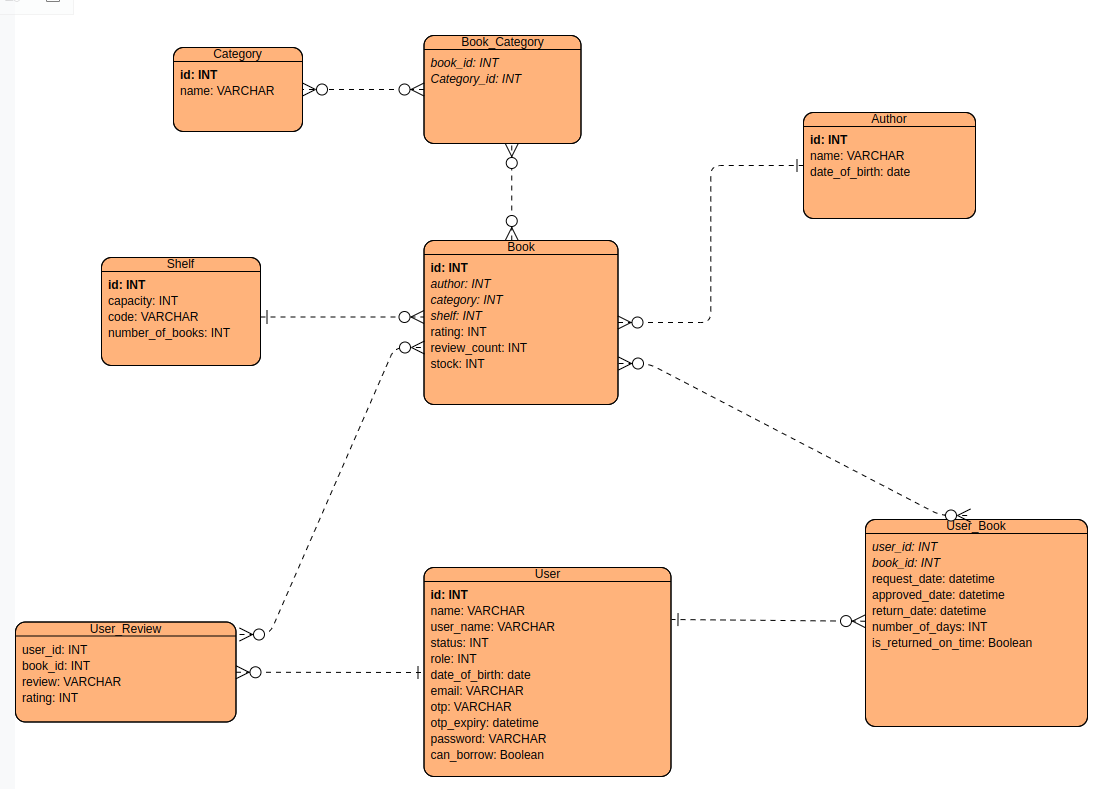 Category
id: INT
name: VARCHAR
Book_Category
book_id: INT
Category_id: INT
Author
id: INT
name: VARCHAR
date_of_birth: date
Shelf
id: INT
capacity: INT
code: VARCHAR
number_of_books: INT
Book
id: INT
author: INT
category: INT
shelf: INT
rating: INT
review_count: INT
stock: INT
User_Review
user_id: INT
book_id: INT
review: VARCHAR
rating: INT
User
id: INT
name: VARCHAR
user_name: VARCHAR
status: INT
role: INT
date_of_birth: date
email: VARCHAR
otp: VARCHAR
otp_expiry: datetime
password: VARCHAR
can_borrow: Boolean
User_Book
user_id: INT
book_id: INT
request_date: datetime
approved_date: datetime
return_date: datetime
number_of_days: INT
is_returned_on_time: Boolean